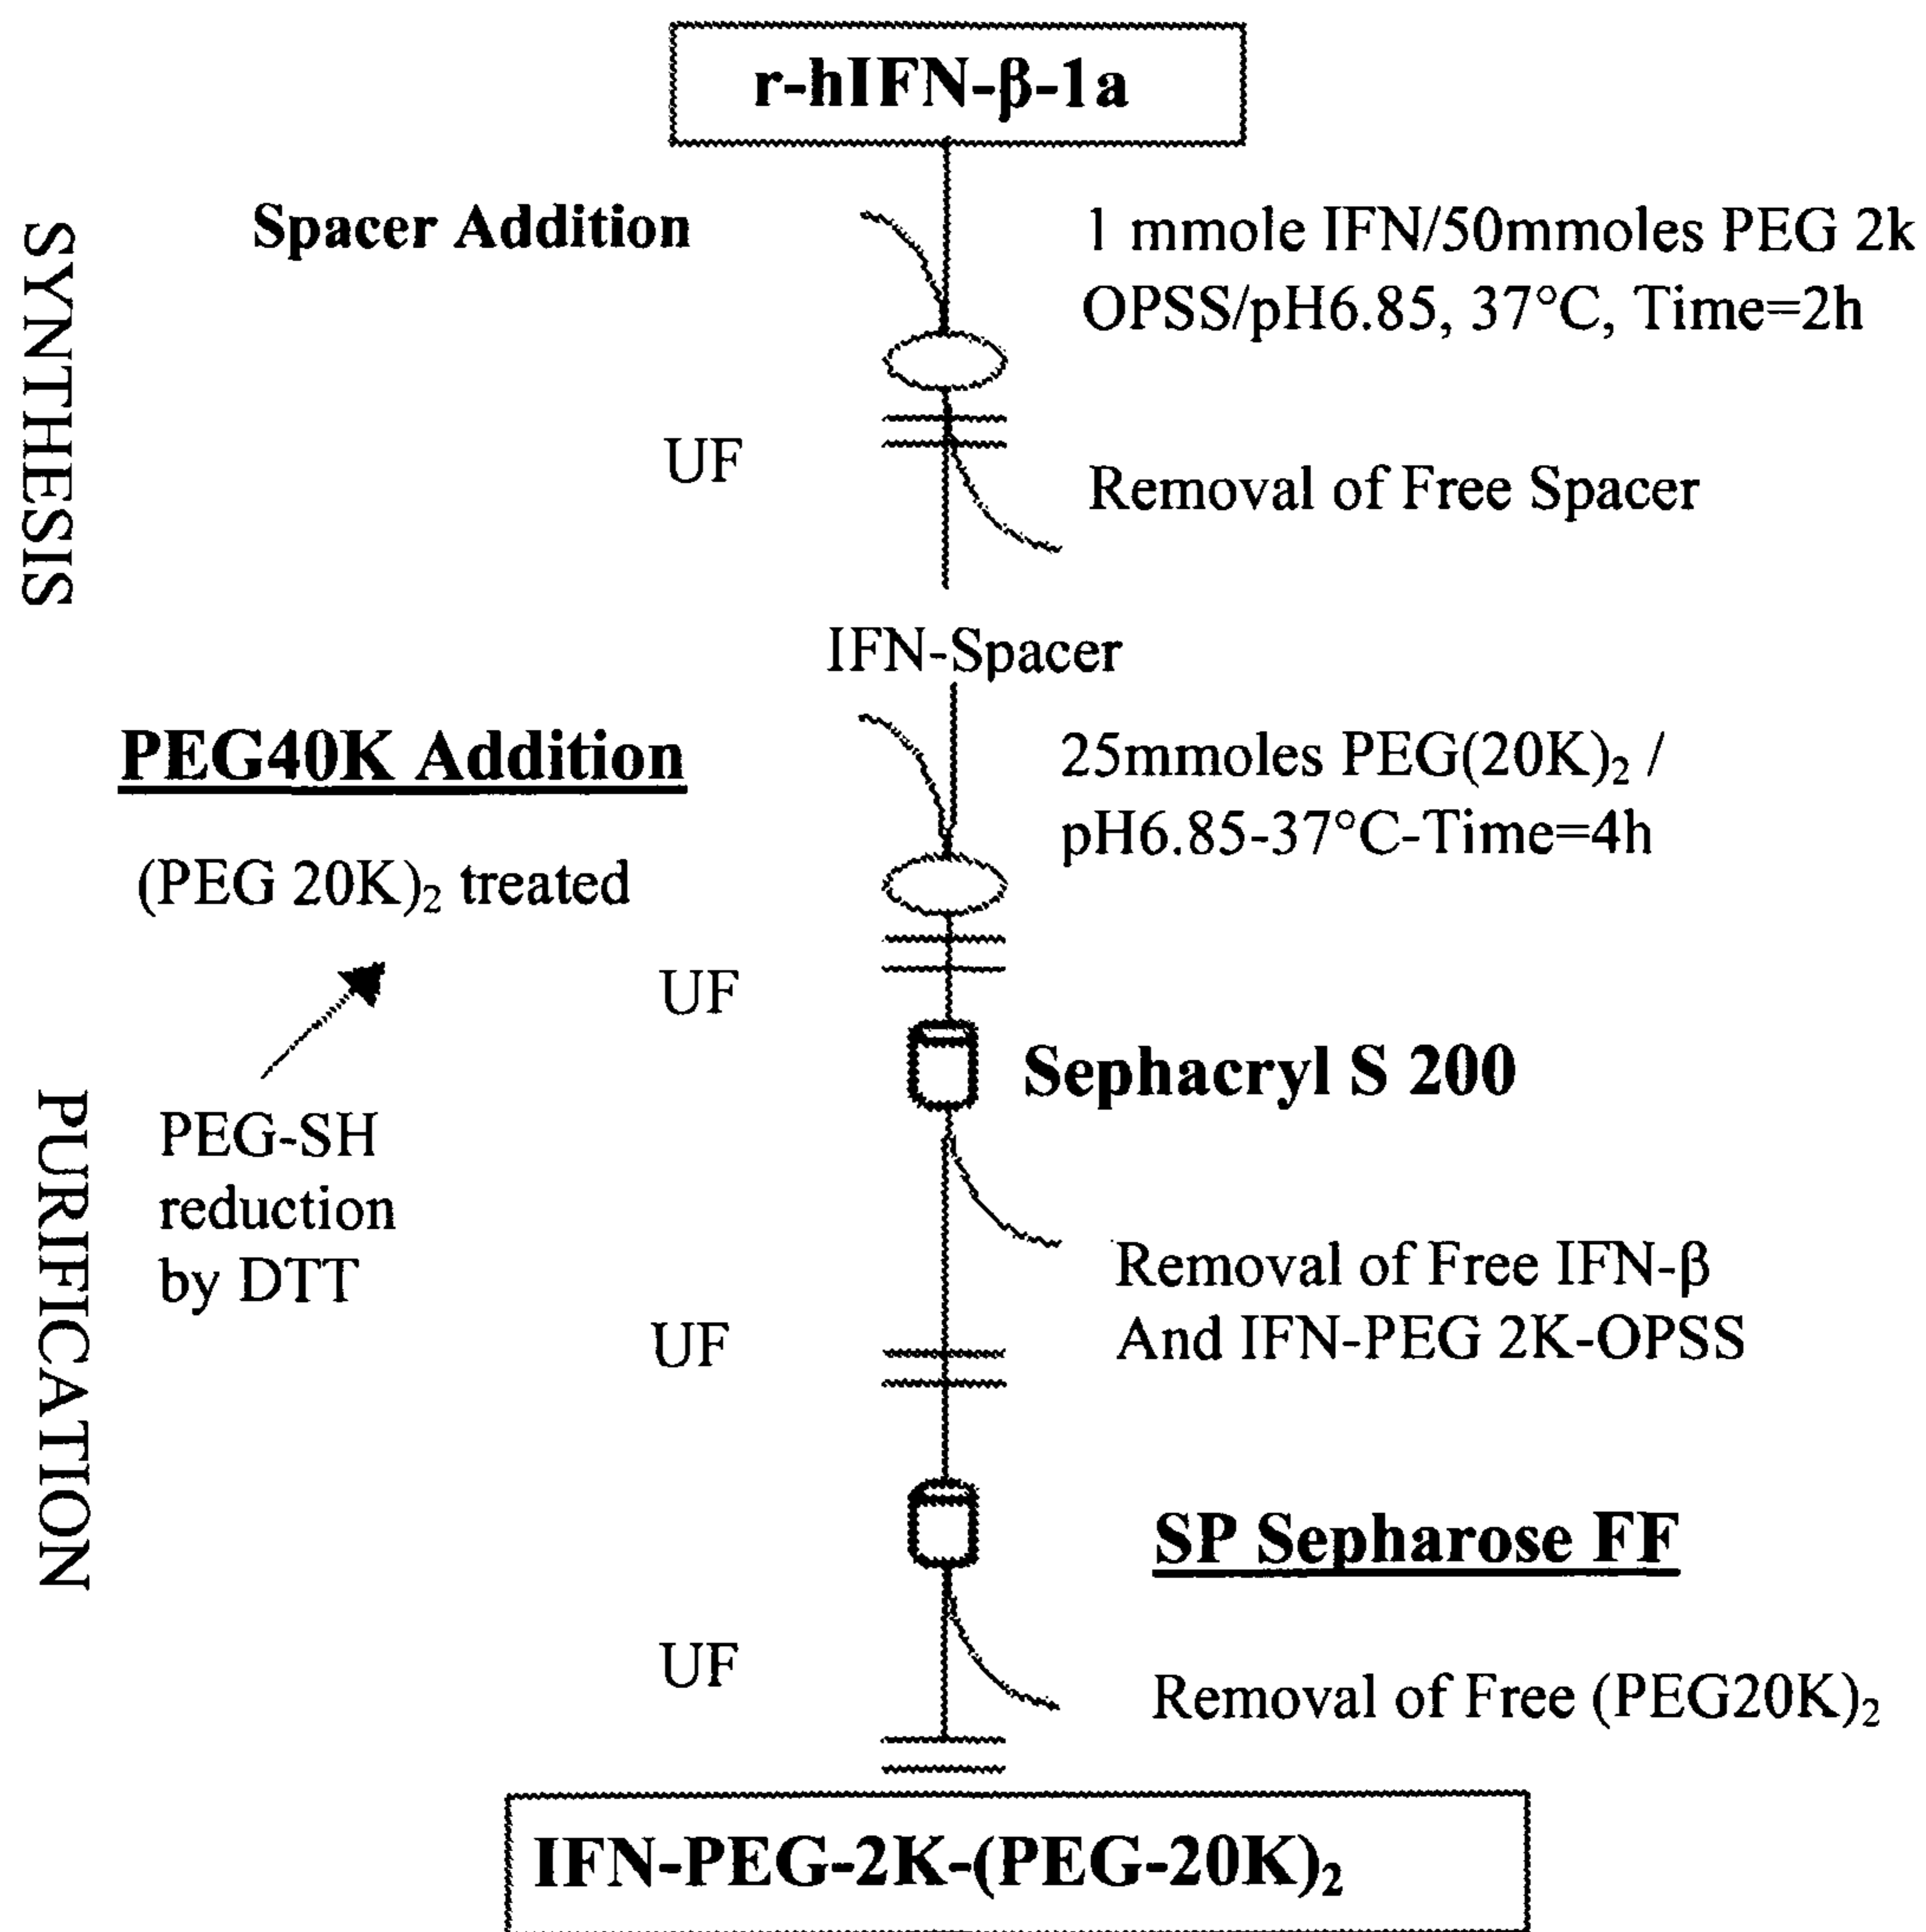 r-hIFN-β-1a
SYNTHESIS
Spacer Addition
1 mmole IFN/50mmoles PEG 2k
OPSS/pH6.85, 37°C, Time=2h
UF
Removal of Free Spacer
IFN-Spacer
PEG40K Addition
25mmoles PEG(20K)₂ /
pH6.85-37°C-Time=4h
(PEG 20K)₂ treated
UF
Sephacryl S 200
PURIFICATION
PEG-SH
reduction
by DTT
Removal of Free IFN-β
And IFN-PEG 2K-OPSS
UF
SP Sepharose FF
UF
Removal of Free (PEG20K)₂
IFN-PEG-2K-(PEG-20K)₂